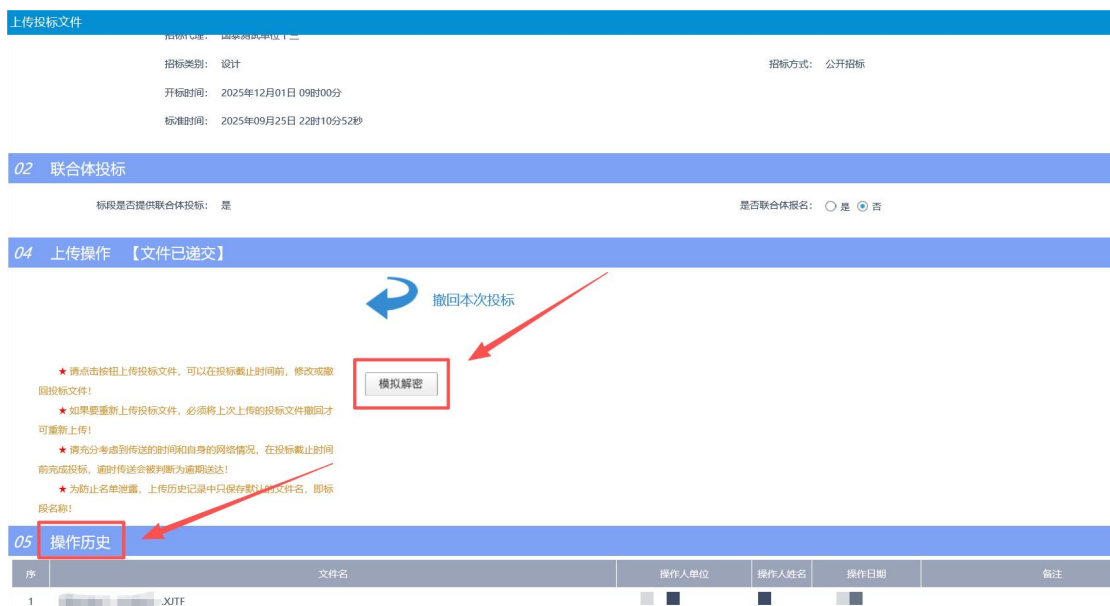 上传投标文件
招标代理： 国泰测试单位十三
招标类别： 设计 招标方式： 公开招标
开标时间： 2025年12月01日 09时00分
标准时间： 2025年09月25日 22时10分52秒
02 联合体投标
标段是否提供联合体投标： 是 是否联合体报名： 是 否
04 上传操作 【文件已递交】
撤回本次投标
★ 请点击按钮上传投标文件，可以在投标截止时间前，修改或撤
回投标文件！
模拟解密
★ 如果要重新上传投标文件，必须将上次上传的投标文件撤回才
可重新上传！
★ 请充分考虑到传送的时间和自身的网络情况，在投标截止时间
前完成投标，逾时传送会被判断为逾期送达！
★ 为防止名单泄露，上传历史记录中只保存默认的文件名，即标
段名称！
05 操作历史
序 文件名 操作人单位 操作人姓名 操作日期 备注
1 .XJTF